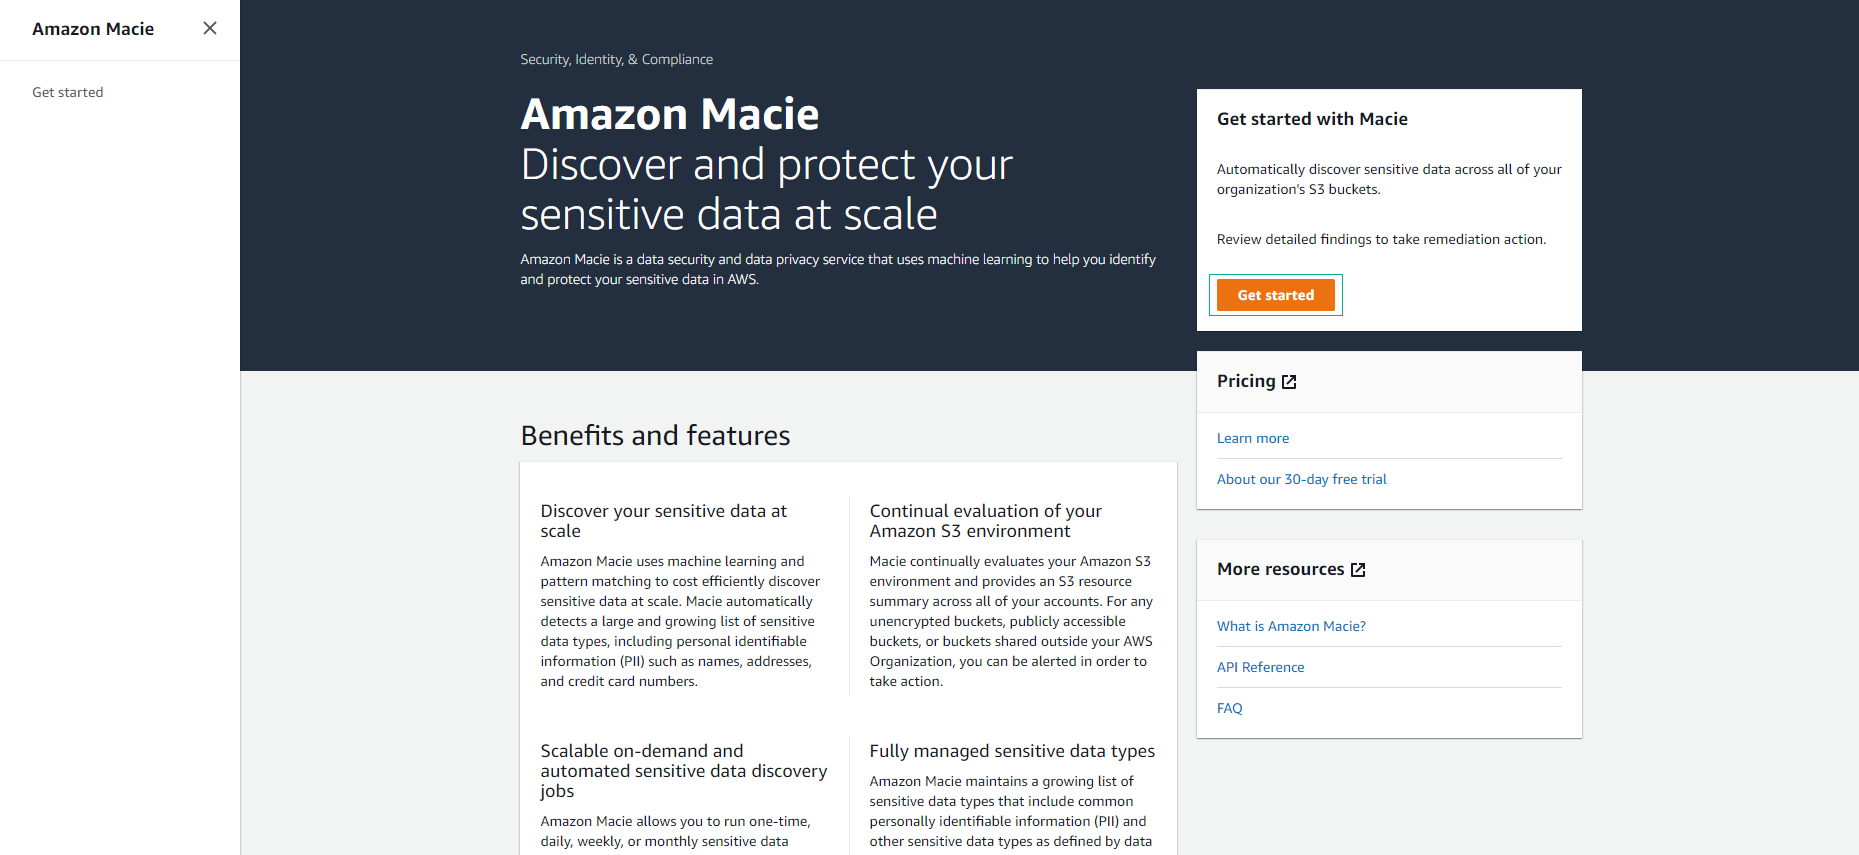 Amazon Macie
Get started
Security, Identity, & Compliance
Amazon Macie
Discover and protect your
sensitive data at scale
Amazon Macie is a data security and data privacy service that uses machine learning to help you identify
and protect your sensitive data in AWS.
Get started with Macie
Automatically discover sensitive data across all of your
organization's S3 buckets.
Review detailed findings to take remediation action.
Get started
Pricing
Learn more
About our 30-day free trial
More resources
What is Amazon Macie?
API Reference
FAQ
Benefits and features
Discover your sensitive data at
scale
Amazon Macie uses machine learning and
pattern matching to cost efficiently discover
sensitive data at scale. Macie automatically
detects a large and growing list of sensitive
data types, including personal identifiable
information (PII) such as names, addresses,
and credit card numbers.
Continual evaluation of your
Amazon S3 environment
Macie continually evaluates your Amazon S3
environment and provides an S3 resource
summary across all of your accounts. For any
unencrypted buckets, publicly accessible
buckets, or buckets shared outside your AWS
Organization, you can be alerted in order to
take action.
Scalable on-demand and
automated sensitive data discovery
jobs
Amazon Macie allows you to run one-time,
daily, weekly, or monthly sensitive data
Fully managed sensitive data types
Amazon Macie maintains a growing list of
sensitive data types that include common
personally identifiable information (PII) and
other sensitive data types as defined by data